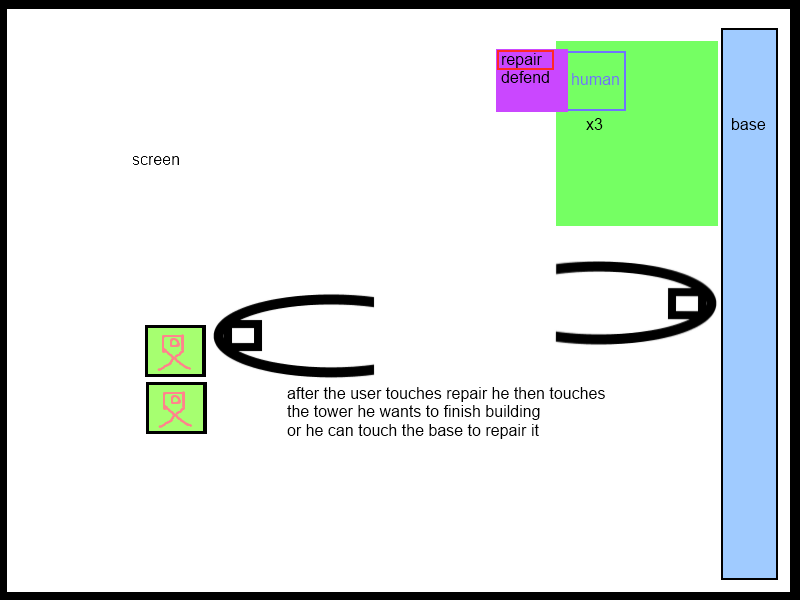 repair
defend
human
x3
base
screen
after the user touches repair he then touches
the tower he wants to finish building
or he can touch the base to repair it